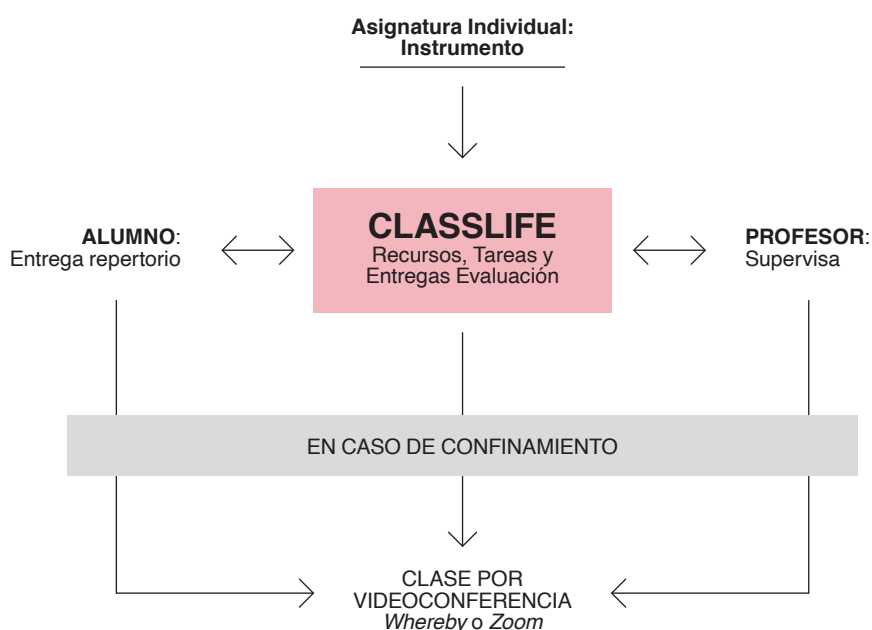 Asignatura Individual:
Instrumento
CLASSLIFE
Recursos, Tareas y
Entregas Evaluación
ALUMNO:
Entrega repertorio
PROFESOR:
Supervisa
EN CASO DE CONFINAMIENTO
CLASE POR
VIDEOCONFERENCIA
Whereby o Zoom